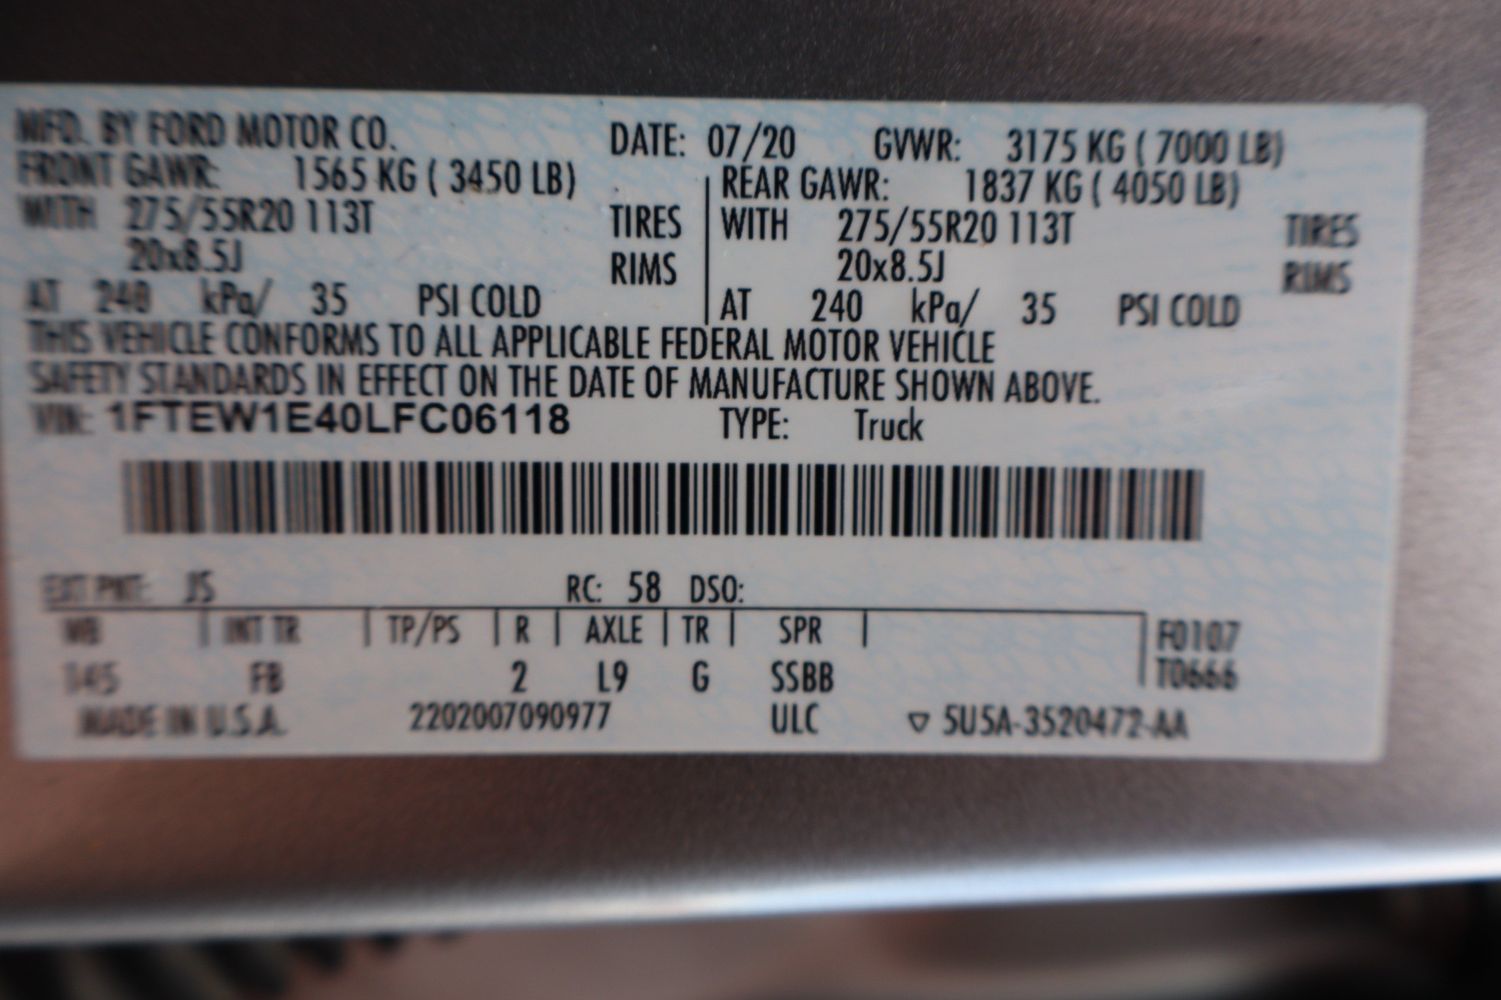 MFD. BY FORD MOTOR CO. DATE: 07/20 GVWR: 3175 KG ( 7000 LB)
FRONT GAWR: 1565 KG ( 3450 LB) REAR GAWR: 1837 KG ( 4050 LB)
WITH 275/55R20 113T TIRES WITH 275/55R20 113T TIRES
20x8.5J RIMS 20x8.5J RIMS
AT 240 kPa/ 35 PSI COLD AT 240 kPa/ 35 PSI COLD
THIS VEHICLE CONFORMS TO ALL APPLICABLE FEDERAL MOTOR VEHICLE
SAFETY STANDARDS IN EFFECT ON THE DATE OF MANUFACTURE SHOWN ABOVE.
VIN: 1FTEW1E40LFC06118 TYPE: Truck
EXT PNT: JS RC: 58 DSO:
WB | INT TR | TP/PS | R | AXLE | TR | SPR | F0107
145 FB 2 L9 G SSBB T0666
MADE IN U.S.A. 2202007090977 ULC ▽ 5U5A-3520472-AA